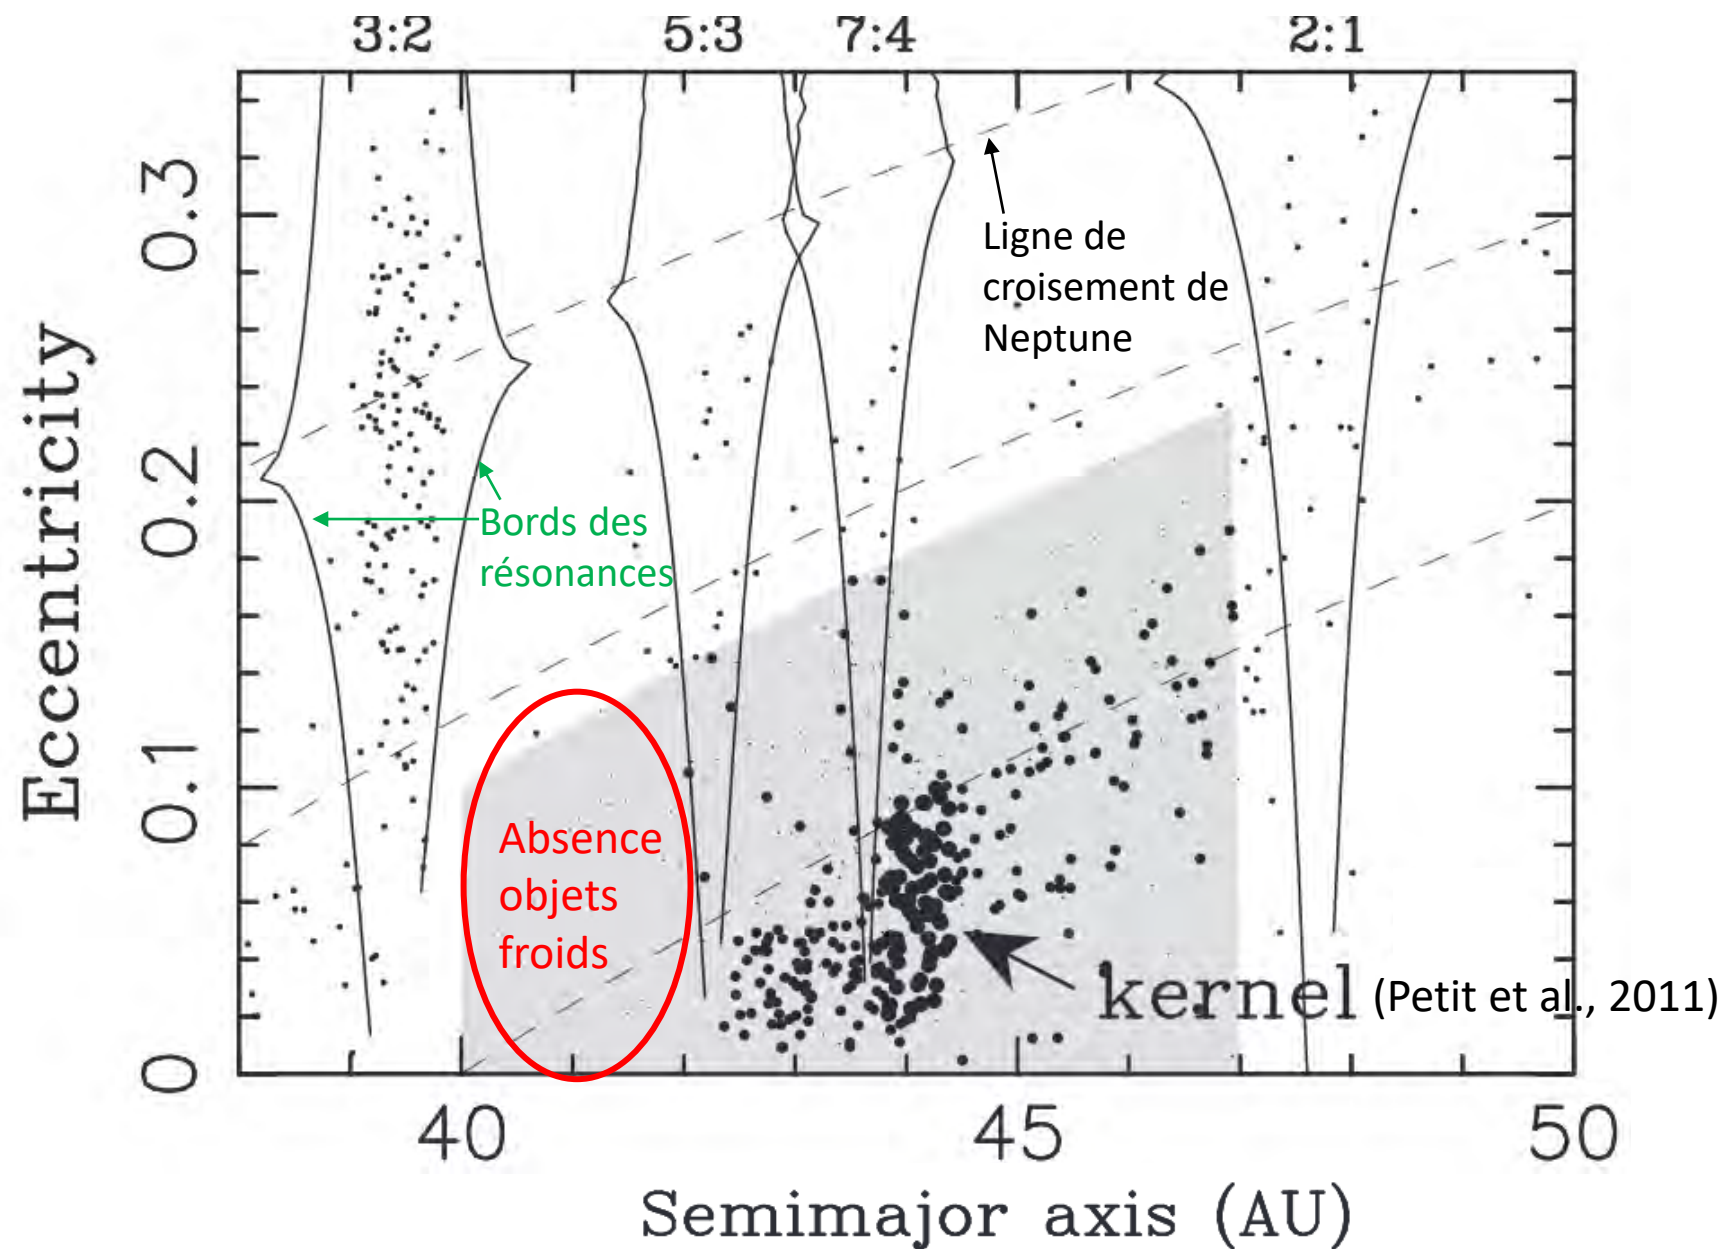 3:2 5:3 7:4 2:1
0.3
0.2
0.1
0
Eccentricity
Ligne de
croisement de
Neptune
Bords des
résonances
Absence
objets
froids
kernel (Petit et al., 2011)
40 45 50
Semimajor axis (AU)